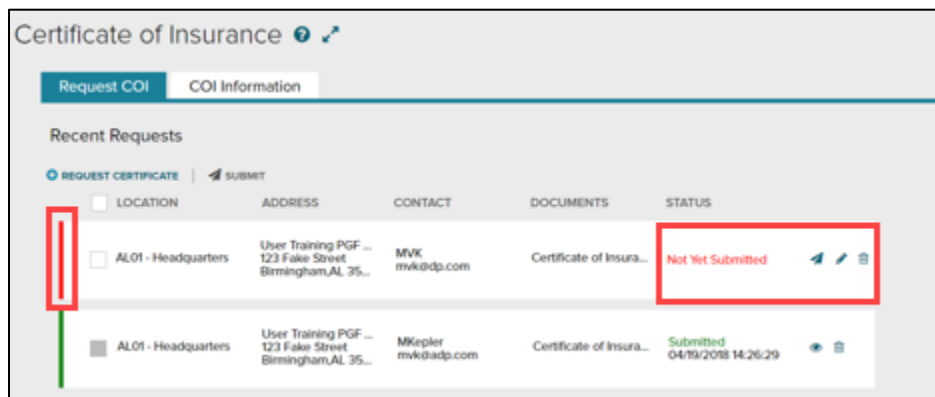 Certificate of Insurance
Request COI COI Information
Recent Requests
REQUEST CERTIFICATE | SUBMIT
LOCATION ADDRESS CONTACT DOCUMENTS STATUS
AL01 - Headquarters
User Training PGF ...
123 Fake Street
Birmingham,AL 35...
MVK
mvk@dp.com
Certificate of Insura...
Not Yet Submitted
AL01 - Headquarters
User Training PGF ...
123 Fake Street
Birmingham,AL 35...
MKepler
mvk@adp.com
Certificate of Insura...
Submitted
04/19/2018 14:26:29